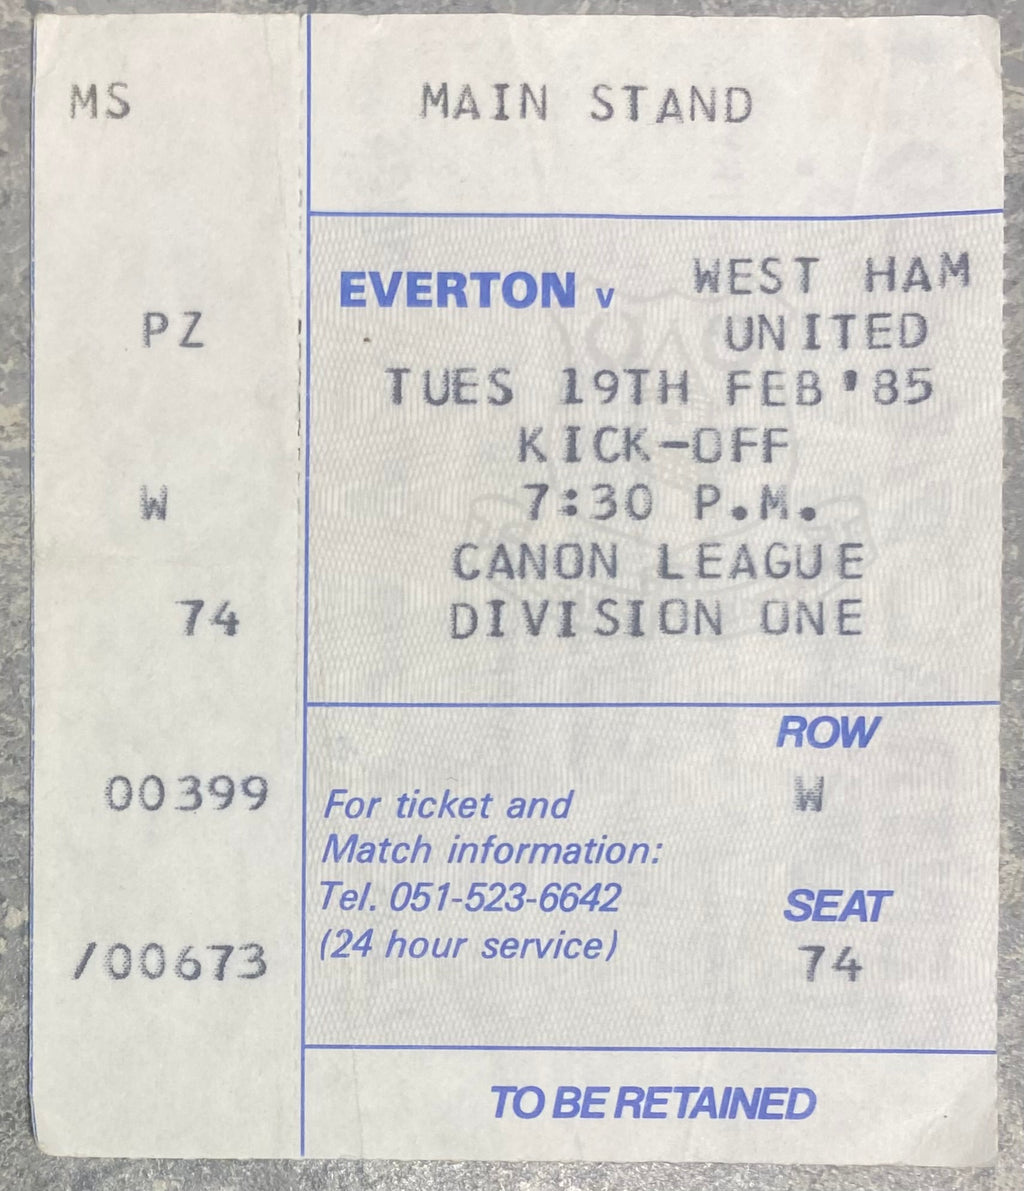 MS
PZ
W
74
00399
/00673
MAIN STAND
EVERTON v WEST HAM
UNITED
TUES 19TH FEB'85
KICK-OFF
7:30 P.M.
CANON LEAGUE
DIVISION ONE
ROW
W
For ticket and
Match information:
Tel. 051-523-6642
(24 hour service)
SEAT
74
TO BE RETAINED